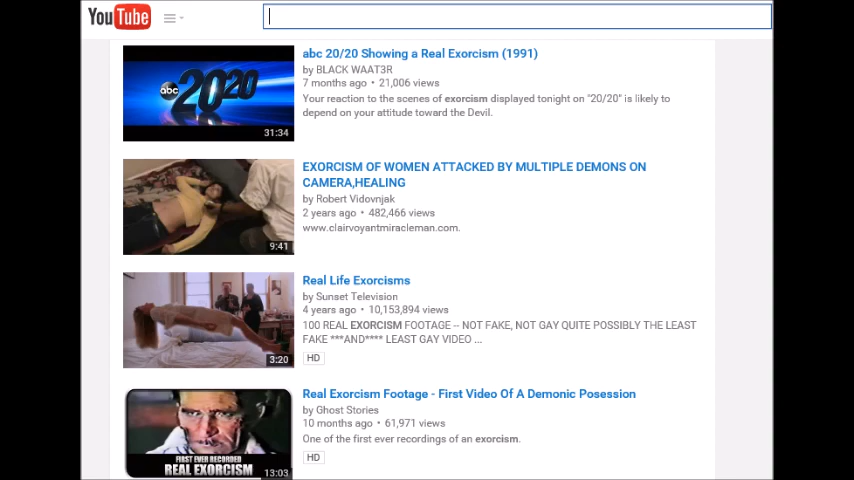 YouTube
abc 20/20 Showing a Real Exorcism (1991)
by BLACK WAAT3R
7 months ago • 21,006 views
Your reaction to the scenes of exorcism displayed tonight on "20/20" is likely to
depend on your attitude toward the Devil.
abc 2020
31:34
EXORCISM OF WOMEN ATTACKED BY MULTIPLE DEMONS ON
CAMERA,HEALING
by Robert Vidovnjak
2 years ago • 482,466 views
www.clairvoyantmiracleman.com.
9:41
Real Life Exorcisms
by Sunset Television
4 years ago • 10,153,894 views
100 REAL EXORCISM FOOTAGE -- NOT FAKE, NOT GAY QUITE POSSIBLY THE LEAST
FAKE ***AND**** LEAST GAY VIDEO ...
HD
3:20
Real Exorcism Footage - First Video Of A Demonic Posession
by Ghost Stories
10 months ago • 61,971 views
One of the first ever recordings of an exorcism.
HD
FIRST EVER RECORDED
REAL EXORCISM
13:03